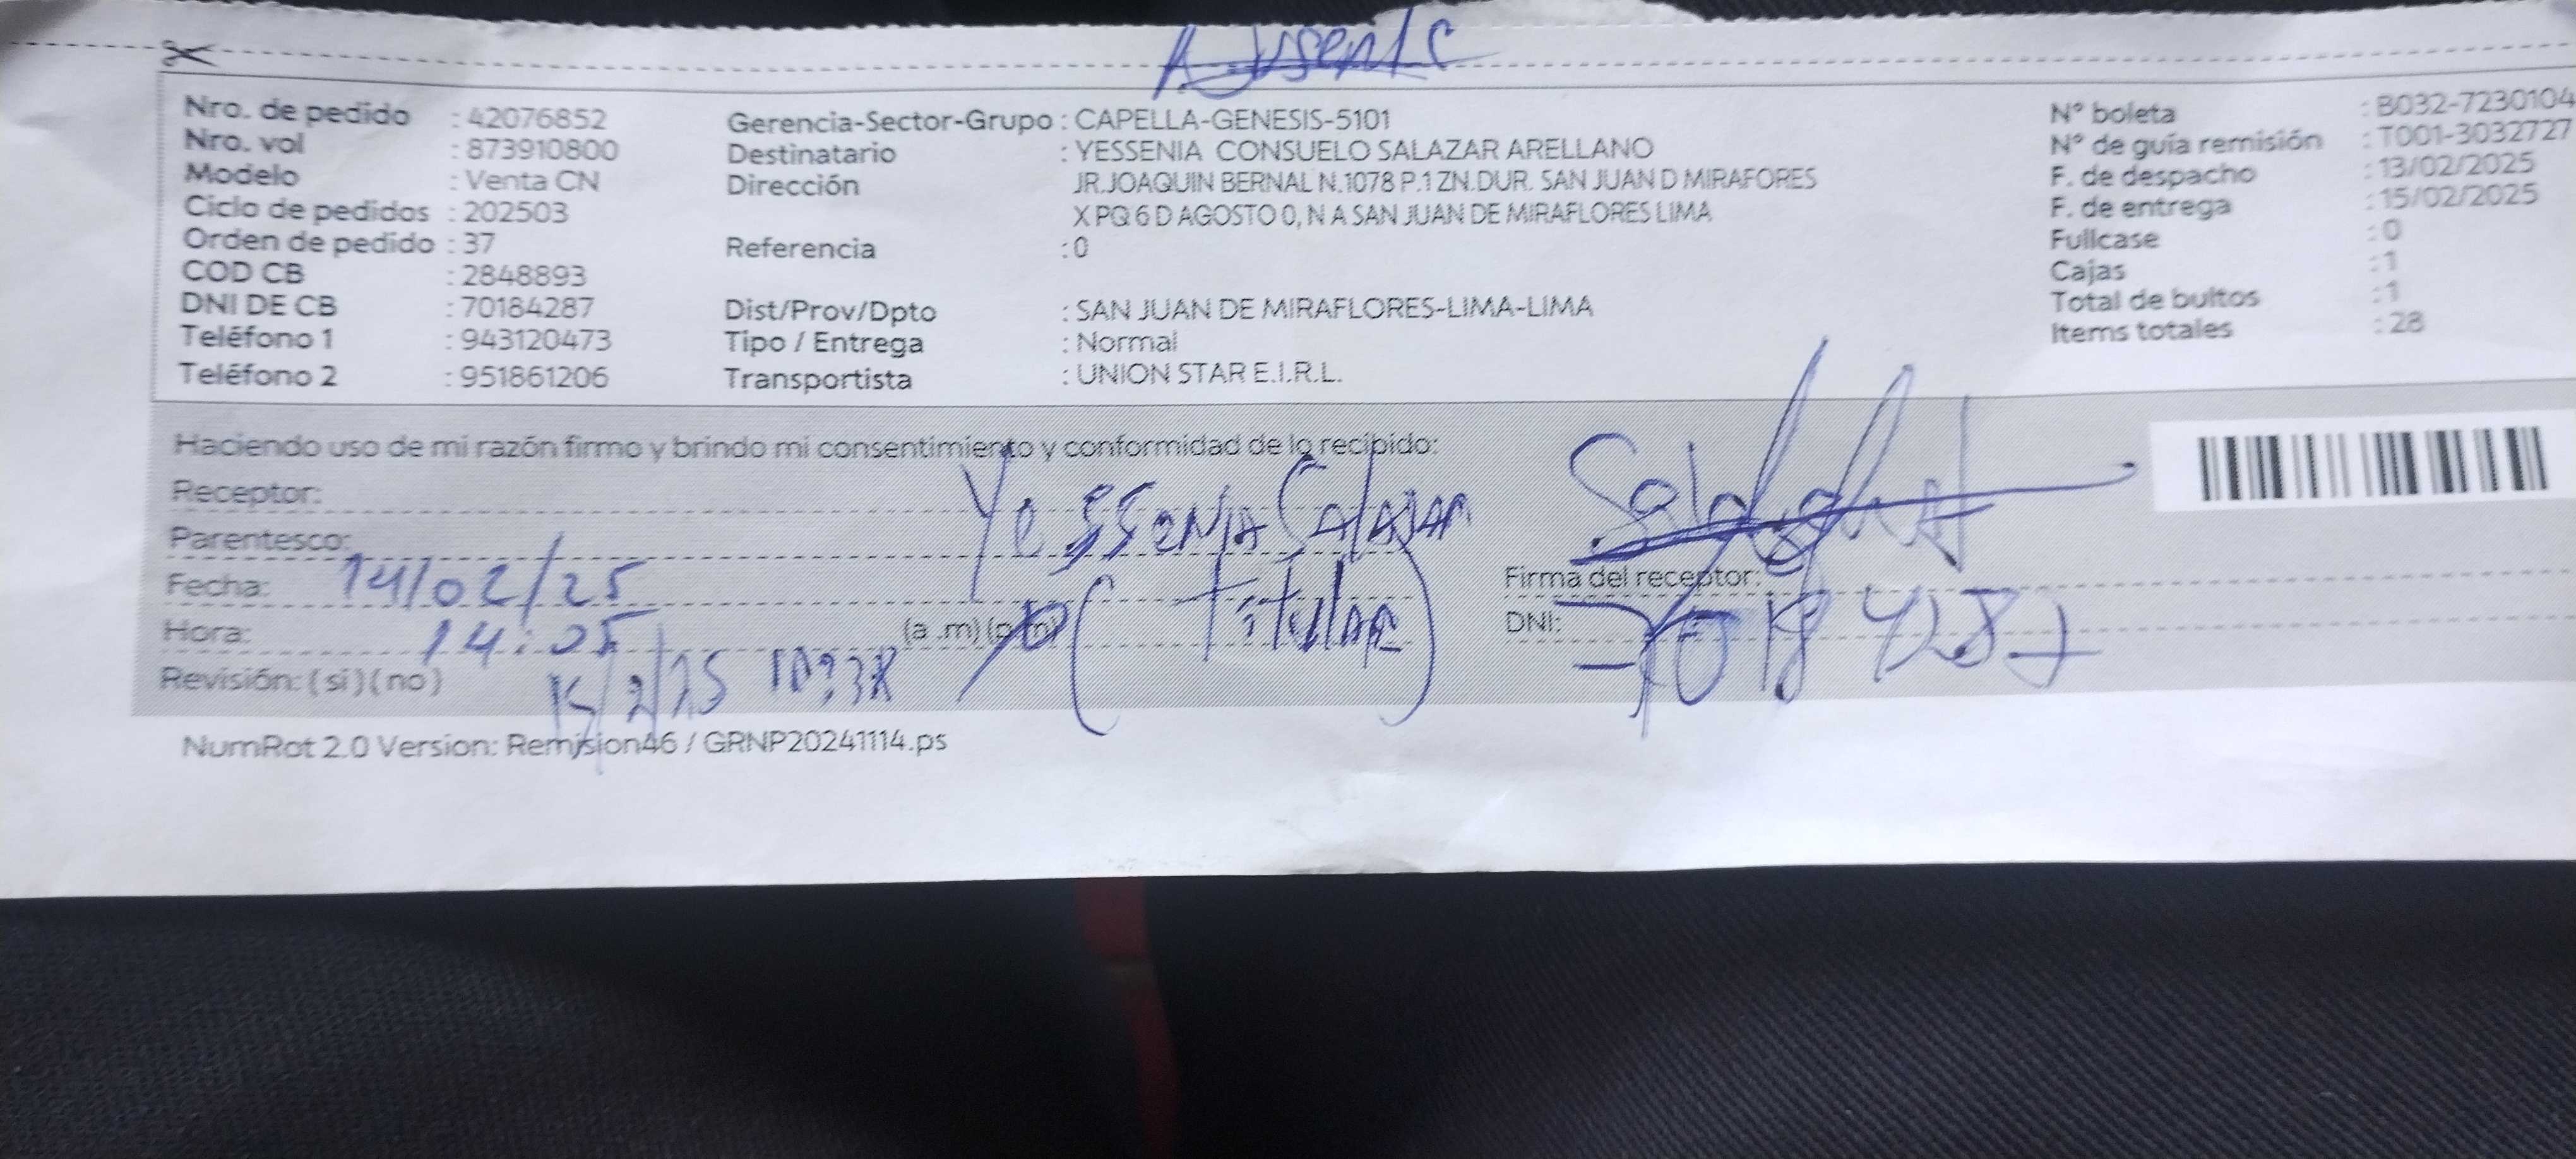 Ausente
Nro. de pedido : 42076852 Gerencia-Sector-Grupo : CAPELLA-GENESIS-5101 N° boleta : B032-7230104
Nro. vol : 873910800 Destinatario : YESSENIA CONSUELO SALAZAR ARELLANO N° de guía remisión : T001-3032727
Modelo : Venta CN Dirección JR.JOAQUIN BERNAL N.1078 P.1 ZN.DUR. SAN JUAN D MIRAFORES F. de despacho : 13/02/2025
Ciclo de pedidos : 202503 X PQ 6 D AGOSTO 0, N A SAN JUAN DE MIRAFLORES LIMA F. de entrega : 15/02/2025
Orden de pedido : 37 Referencia : 0 Fullcase : 0
COD CB : 2848893 Cajas : 1
DNI DE CB : 70184287 Dist/Prov/Dpto : SAN JUAN DE MIRAFLORES-LIMA-LIMA Total de bultos : 1
Teléfono 1 : 943120473 Tipo / Entrega : Normal Items totales : 28
Teléfono 2 : 951861206 Transportista : UNION STAR E.I.R.L.
Haciendo uso de mi razón firmo y brindo mi consentimiento y conformidad de lo recibido:
Receptor: Yessenia Salazar
Parentesco: (Titular)
Fecha: 14/02/25 Firma del receptor:
Hora: 14:05 (a .m)(p.m) DNI: 70184287
Revisión: (si)(no) 15/2/25
NumRot 2.0 Version: Remision46 / GRNP20241114.ps